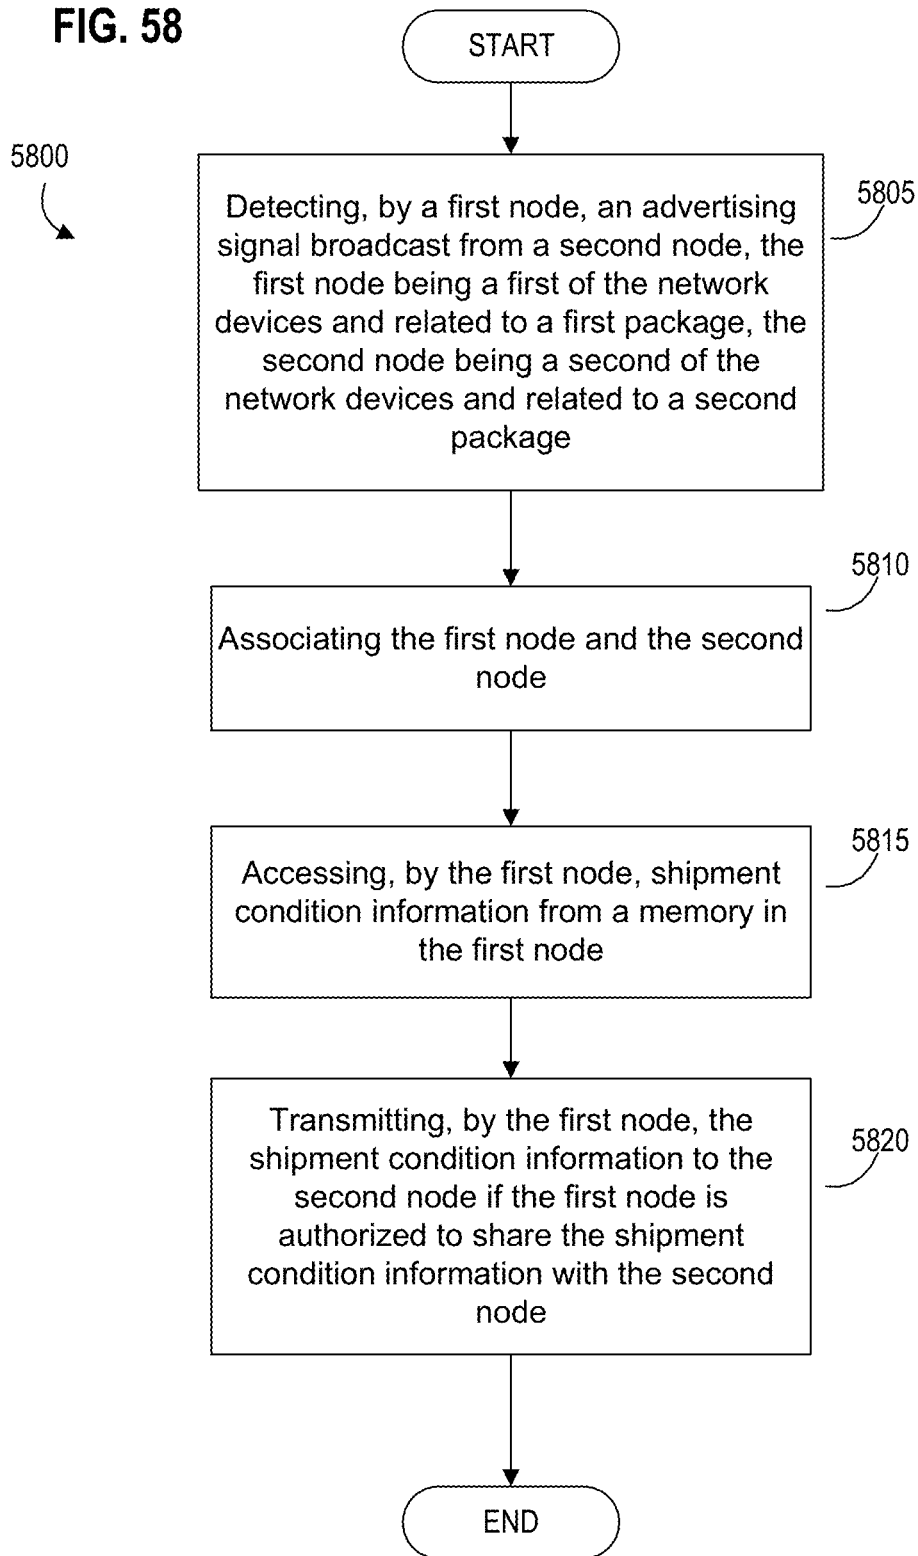 FIG. 58
START
5800
5805
Detecting, by a first node, an advertising
signal broadcast from a second node, the
first node being a first of the network
devices and related to a first package, the
second node being a second of the
network devices and related to a second
package
5810
Associating the first node and the second
node
5815
Accessing, by the first node, shipment
condition information from a memory in
the first node
5820
Transmitting, by the first node, the
shipment condition information to the
second node if the first node is
authorized to share the shipment
condition information with the second
node
END